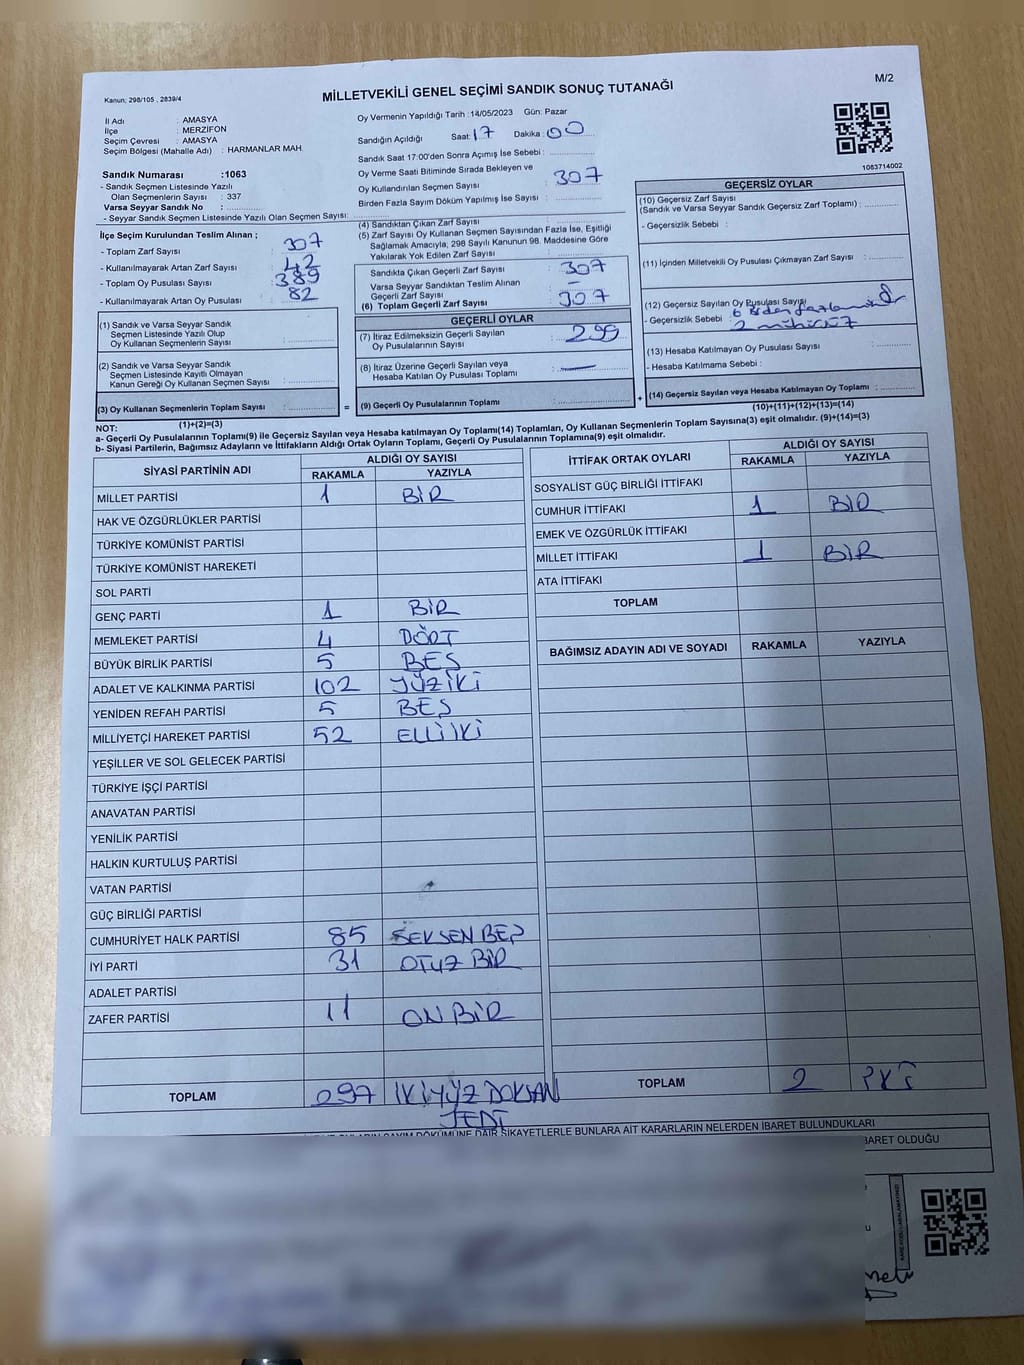 Kanun; 298/105 , 2839/4
MİLLETVEKİLİ GENEL SEÇİMİ SANDIK SONUÇ TUTANAĞI
M/2
İl Adı : AMASYA
İlçe : MERZİFON
Seçim Çevresi : AMASYA
Seçim Bölgesi (Mahalle Adı) : HARMANLAR MAH.
Sandık Numarası :1063
- Sandık Seçmen Listesinde Yazılı
Olan Seçmenlerin Sayısı : 337
Varsa Seyyar Sandık No :
- Seyyar Sandık Seçmen Listesinde Yazılı Olan Seçmen Sayısı:
Oy Vermenin Yapıldığı Tarih :14/05/2023 Gün: Pazar
Sandığın Açıldığı Saat: 17 Dakika: 00
Sandık Saat 17:00'den Sonra Açımış İse Sebebi :
Oy Verme Saati Bitiminde Sırada Bekleyen ve
Oy Kullandırılan Seçmen Sayısı : 307
Birden Fazla Sayım Döküm Yapılmış İse Sayısı :
1063714002
İlçe Seçim Kurulundan Teslim Alınan ;
- Toplam Zarf Sayısı : 307
- Kullanılmayarak Artan Zarf Sayısı : 42
- Toplam Oy Pusulası Sayısı : 389
- Kullanılmayarak Artan Oy Pusulası : 82
(1) Sandık ve Varsa Seyyar Sandık
Seçmen Listesinde Yazılı Olup
Oy Kullanan Seçmenlerin Sayısı :
(2) Sandık ve Varsa Seyyar Sandık
Seçmen Listesinde Kayıtlı Olmayan
Kanun Gereği Oy Kullanan Seçmen Sayısı :
(3) Oy Kullanan Seçmenlerin Toplam Sayısı :
(1)+(2)=(3)
(4) Sandıktan Çıkan Zarf Sayısı :
(5) Zarf Sayısı Oy Kullanan Seçmen Sayısından Fazla İse, Eşitliği
Sağlamak Amacıyla, 298 Sayılı Kanunun 98. Maddesine Göre
Yakılarak Yok Edilen Zarf Sayısı :
Sandıkta Çıkan Geçerli Zarf Sayısı : 307
Varsa Seyyar Sandıktan Teslim Alınan
Geçerli Zarf Sayısı : -
(6) Toplam Geçerli Zarf Sayısı : 307
GEÇERLİ OYLAR
(7) İtiraz Edilmeksizin Geçerli Sayılan
Oy Pusulalarının Sayısı : 299
(8) İtiraz Üzerine Geçerli Sayılan veya
Hesaba Katılan Oy Pusulası Toplamı : —
= (9) Geçerli Oy Pusulalarının Toplamı :
GEÇERSİZ OYLAR
(10) Geçersiz Zarf Sayısı
(Sandık ve Varsa Seyyar Sandık Geçersiz Zarf Toplamı) :
- Geçersizlik Sebebi :
(11) İçinden Milletvekili Oy Pusulası Çıkmayan Zarf Sayısı :
(12) Geçersiz Sayılan Oy Pusulası Sayısı :
- Geçersizlik Sebebi : 6 Biden fazla
2 mühürsüz
(13) Hesaba Katılmayan Oy Pusulası Sayısı :
- Hesaba Katılmama Sebebi :
+ (14) Geçersiz Sayılan veya Hesaba Katılmayan Oy Toplamı :
(10)+(11)+(12)+(13)=(14)
NOT:
a- Geçerli Oy Pusulalarının Toplamı(9) ile Geçersiz Sayılan veya Hesaba katılmayan Oy Toplamı(14) Toplamları, Oy Kullanan Seçmenlerin Toplam Sayısına(3) eşit olmalıdır. (9)+(14)=(3)
b- Siyasi Partilerin, Bağımsız Adayların ve İttifakların Aldığı Ortak Oyların Toplamı, Geçerli Oy Pusulalarının Toplamına(9) eşit olmalıdır.
SİYASİ PARTİNİN ADI ALDIĞI OY SAYISI
RAKAMLA YAZIYLA
MİLLET PARTİSİ 1 BİR
HAK VE ÖZGÜRLÜKLER PARTİSİ
TÜRKİYE KOMÜNİST PARTİSİ
TÜRKİYE KOMÜNİST HAREKETİ
SOL PARTİ
GENÇ PARTİ 1 BİR
MEMLEKET PARTİSİ 4 DÖRT
BÜYÜK BİRLİK PARTİSİ 5 BEŞ
ADALET VE KALKINMA PARTİSİ 102 YÜZİKİ
YENİDEN REFAH PARTİSİ 5 BEŞ
MİLLİYETÇİ HAREKET PARTİSİ 52 ELLİİKİ
YEŞİLLER VE SOL GELECEK PARTİSİ
TÜRKİYE İŞÇİ PARTİSİ
ANAVATAN PARTİSİ
YENİLİK PARTİSİ
HALKIN KURTULUŞ PARTİSİ
VATAN PARTİSİ
GÜÇ BİRLİĞİ PARTİSİ
CUMHURİYET HALK PARTİSİ 85 SEKSEN BEŞ
İYİ PARTİ 31 OTUZ BİR
ADALET PARTİSİ
ZAFER PARTİSİ 11 ON BİR
TOPLAM 297 İKİYÜZ DOKSAN
YEDİ
İTTİFAK ORTAK OYLARI ALDIĞI OY SAYISI
RAKAMLA YAZIYLA
SOSYALİST GÜÇ BİRLİĞİ İTTİFAKI
CUMHUR İTTİFAKI 1 BİR
EMEK VE ÖZGÜRLÜK İTTİFAKI
MİLLET İTTİFAKI 1 BİR
ATA İTTİFAKI
TOPLAM
BAĞIMSIZ ADAYIN ADI VE SOYADI RAKAMLA YAZIYLA
TOPLAM 2 İKİ
SAYIM DÖKÜMÜNE DAİR ŞİKAYETLERLE BUNLARA AİT KARARLARIN NELERDEN İBARET BULUNDUKLARI
BARET OLDUĞU